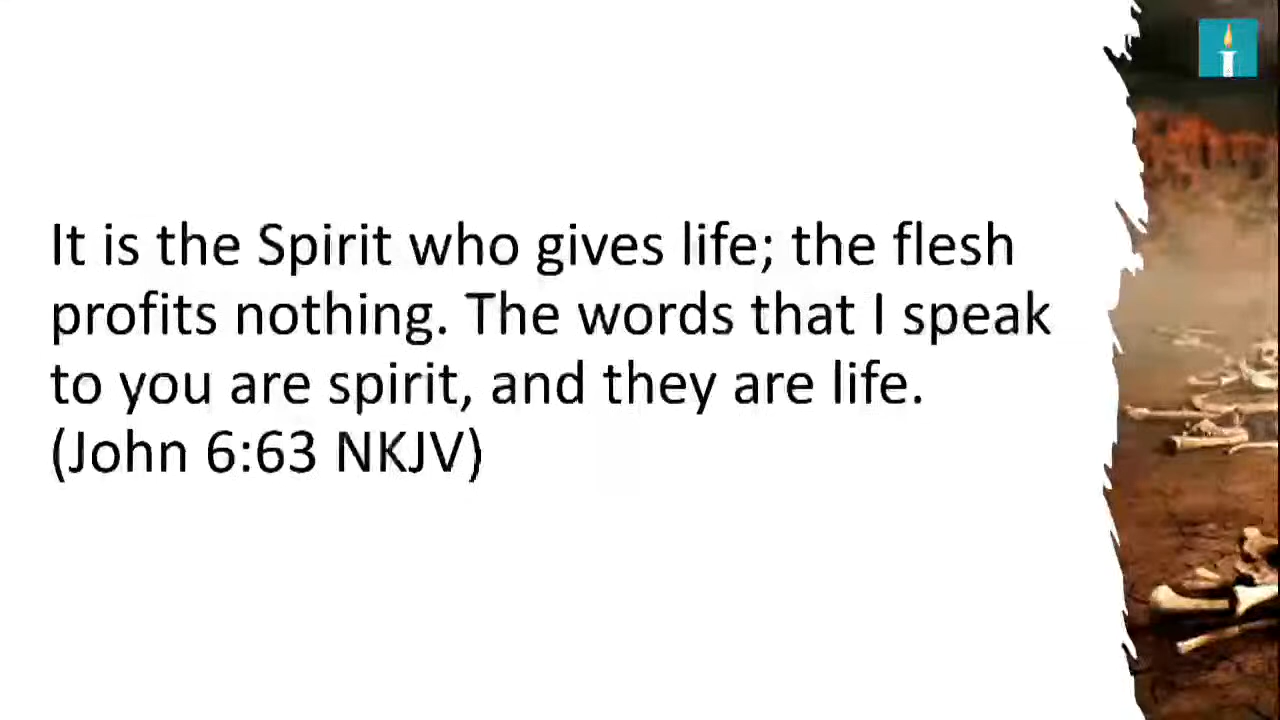 It is the Spirit who gives life; the flesh
profits nothing. The words that I speak
to you are spirit, and they are life.
(John 6:63 NKJV)